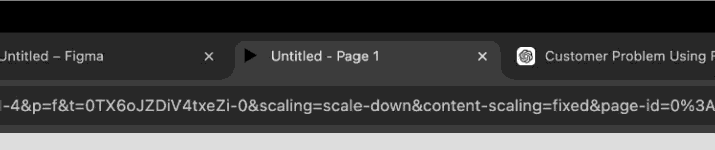 Untitled – Figma
Untitled - Page 1
Customer Problem Using
-4&p=f&t=0TX6oJZDiV4txeZi-0&scaling=scale-down&content-scaling=fixed&page-id=0%3A